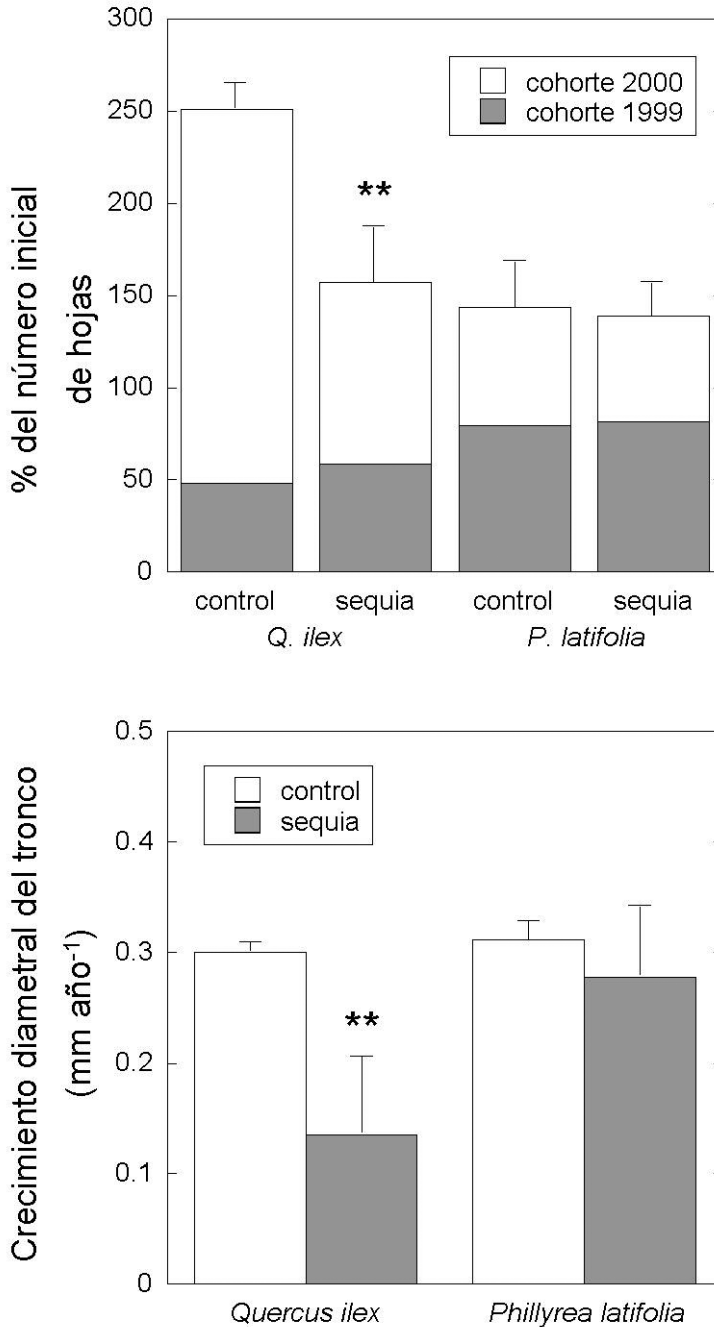 300
250
200
150
100
50
0
% del número inicial
de hojas
cohorte 2000
cohorte 1999
**
control
sequia
control
sequia
Q. ilex
P. latifolia
0.5
0.4
0.3
0.2
0.1
0
Crecimiento diametral del tronco
(mm año⁻¹)
control
sequia
**
Quercus ilex
Phillyrea latifolia